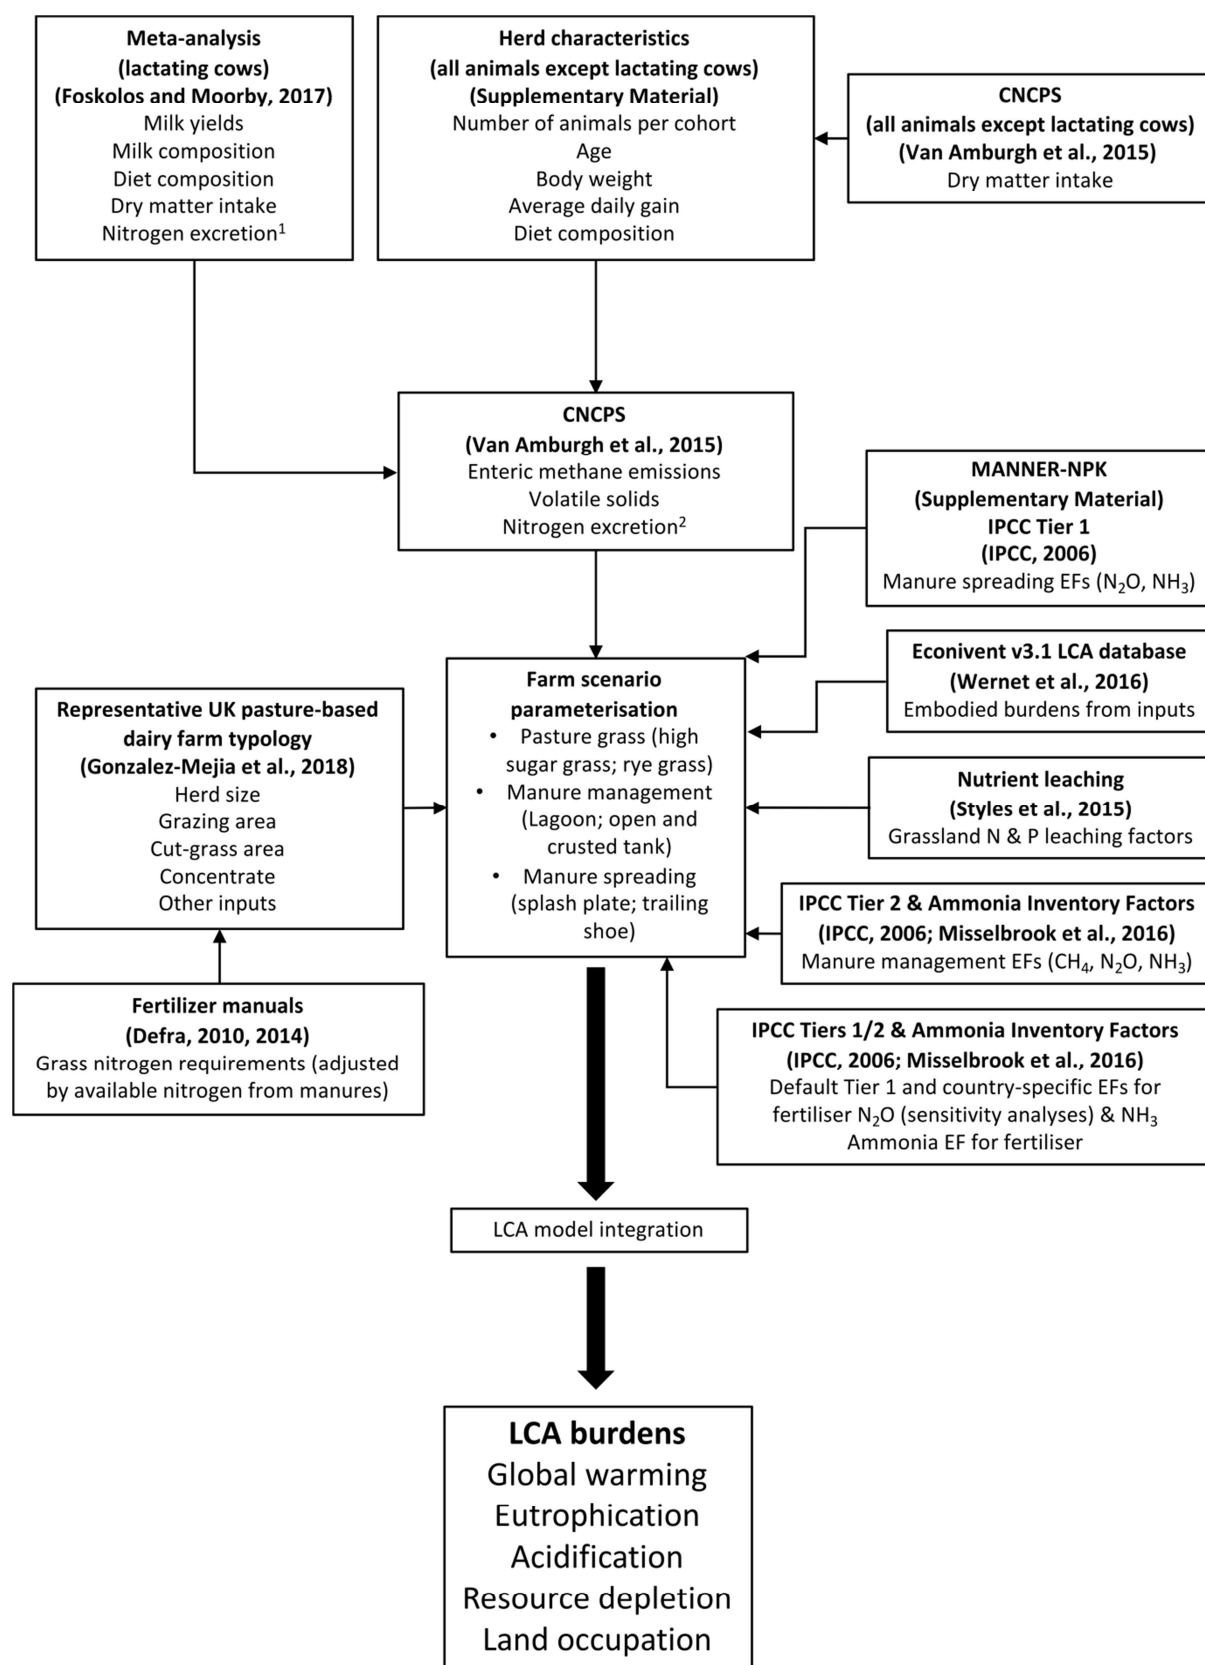 Meta-analysis
(lactating cows)
(Foskolos and Moorby, 2017)
Milk yields
Milk composition
Diet composition
Dry matter intake
Nitrogen excretion¹
Herd characteristics
(all animals except lactating cows)
(Supplementary Material)
Number of animals per cohort
Age
Body weight
Average daily gain
Diet composition
CNCPS
(all animals except lactating cows)
(Van Amburgh et al., 2015)
Dry matter intake
CNCPS
(Van Amburgh et al., 2015)
Enteric methane emissions
Volatile solids
Nitrogen excretion²
MANNER-NPK
(Supplementary Material)
IPCC Tier 1
(IPCC, 2006)
Manure spreading EFs (N₂O, NH₃)
Econivent v3.1 LCA database
(Wernet et al., 2016)
Embodied burdens from inputs
Farm scenario
parameterisation
• Pasture grass (high
sugar grass; rye grass)
• Manure management
(Lagoon; open and
crusted tank)
• Manure spreading
(splash plate; trailing
shoe)
Representative UK pasture-based
dairy farm typology
(Gonzalez-Mejia et al., 2018)
Herd size
Grazing area
Cut-grass area
Concentrate
Other inputs
Nutrient leaching
(Styles et al., 2015)
Grassland N & P leaching factors
IPCC Tier 2 & Ammonia Inventory Factors
(IPCC, 2006; Misselbrook et al., 2016)
Manure management EFs (CH₄, N₂O, NH₃)
Fertilizer manuals
(Defra, 2010, 2014)
Grass nitrogen requirements (adjusted
by available nitrogen from manures)
IPCC Tiers 1/2 & Ammonia Inventory Factors
(IPCC, 2006; Misselbrook et al., 2016)
Default Tier 1 and country-specific EFs for
fertiliser N₂O (sensitivity analyses) & NH₃
Ammonia EF for fertiliser
LCA model integration
LCA burdens
Global warming
Eutrophication
Acidification
Resource depletion
Land occupation